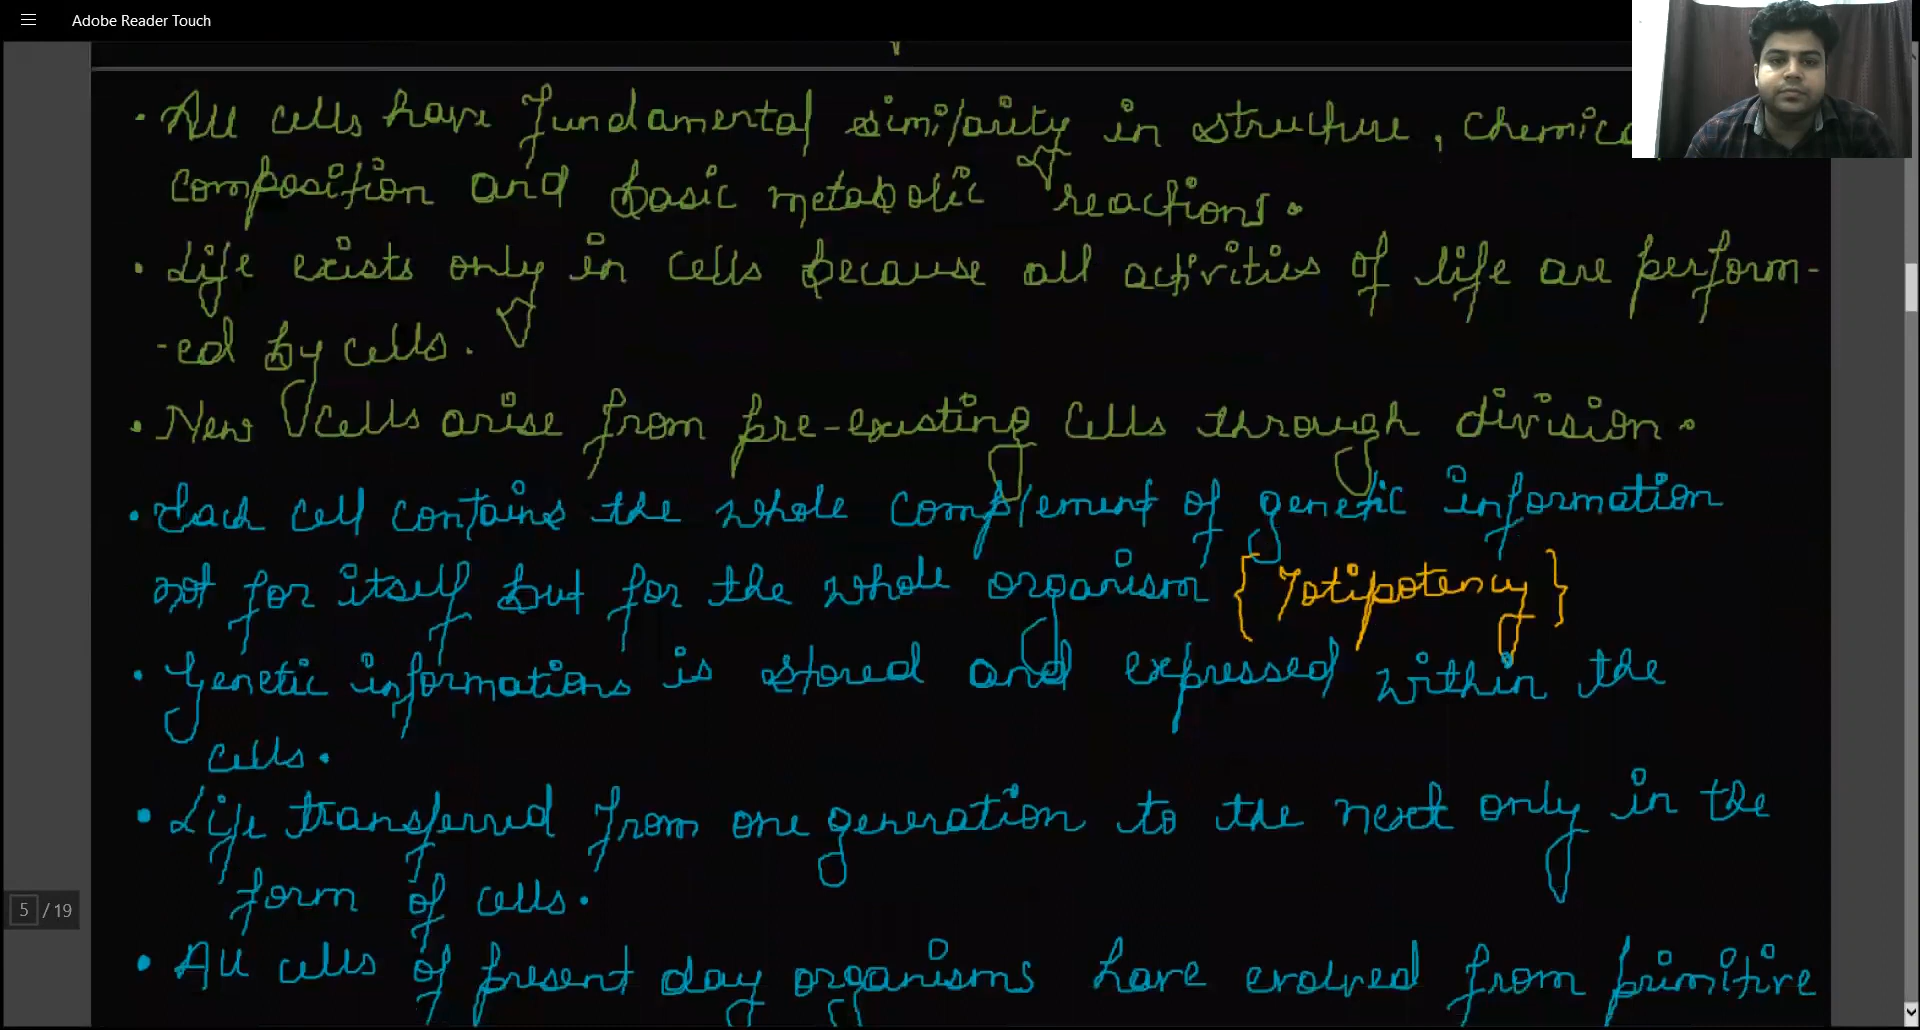 Adobe Reader Touch
• All cells have fundamental similarity in structure, chemica
composition and basic metabolic reactions.
• Life exists only in cells because all activities of life are perform-
-ed by cells.
• New cells arise from pre-existing cells through division.
• Each cell contains the whole complement of genetic information
not for itself but for the whole organism { Totipotency }
• Genetic informations is stored and expressed within the
cells.
• Life transferred from one generation to the next only in the
form of cells.
5 / 19
• All cells of present day organisms have evolved from primitive